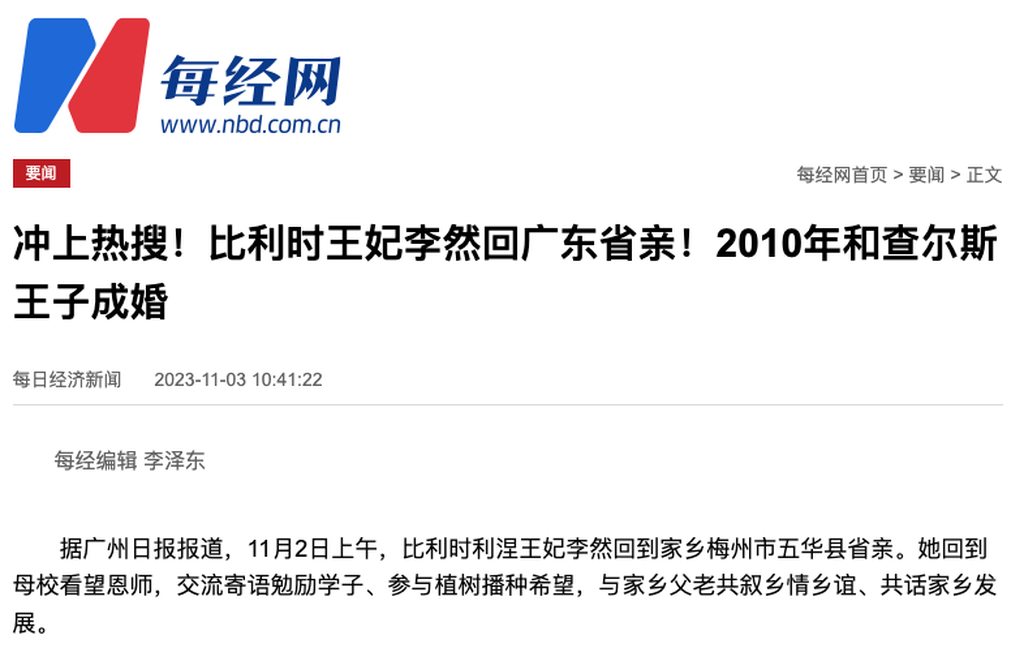 每经网
www.nbd.com.cn
要闻
每经网首页 > 要闻 > 正文
冲上热搜！比利时王妃李然回广东省亲！2010年和查尔斯
王子成婚
每日经济新闻 2023-11-03 10:41:22
每经编辑 李泽东
据广州日报报道，11月2日上午，比利时利涅王妃李然回到家乡梅州市五华县省亲。她回到
母校看望恩师，交流寄语勉励学子、参与植树播种希望，与家乡父老共叙乡情乡谊、共话家乡发
展。